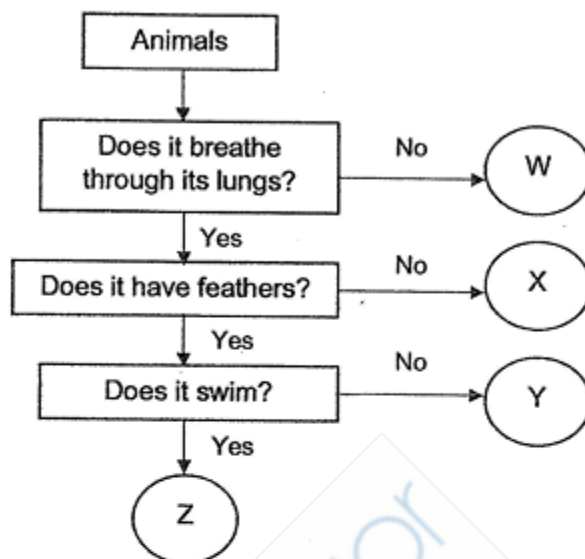 Animals
Does it breathe
through its lungs?
No
W
Yes
Does it have feathers?
No
X
Yes
Does it swim?
No
Y
Yes
Z
or